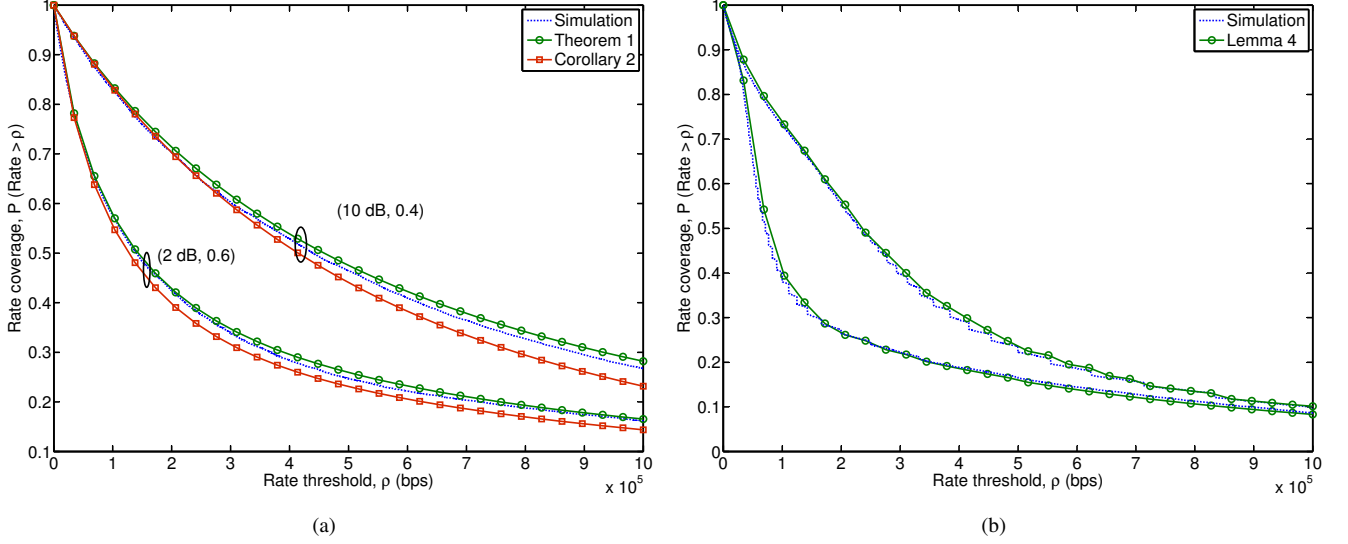 1
0.9
0.8
0.7
0.6
0.5
0.4
0.3
0.2
0.1
Rate coverage, P (Rate > ρ)
Simulation
Theorem 1
Corollary 2
(10 dB, 0.4)
(2 dB, 0.6)
0 1 2 3 4 5 6 7 8 9 10
x 10^5
Rate threshold, ρ (bps)
(a)
1
0.9
0.8
0.7
0.6
0.5
0.4
0.3
0.2
0.1
0
Rate coverage, P (Rate > ρ)
Simulation
Lemma 4
0 1 2 3 4 5 6 7 8 9 10
x 10^5
Rate threshold, ρ (bps)
(b)